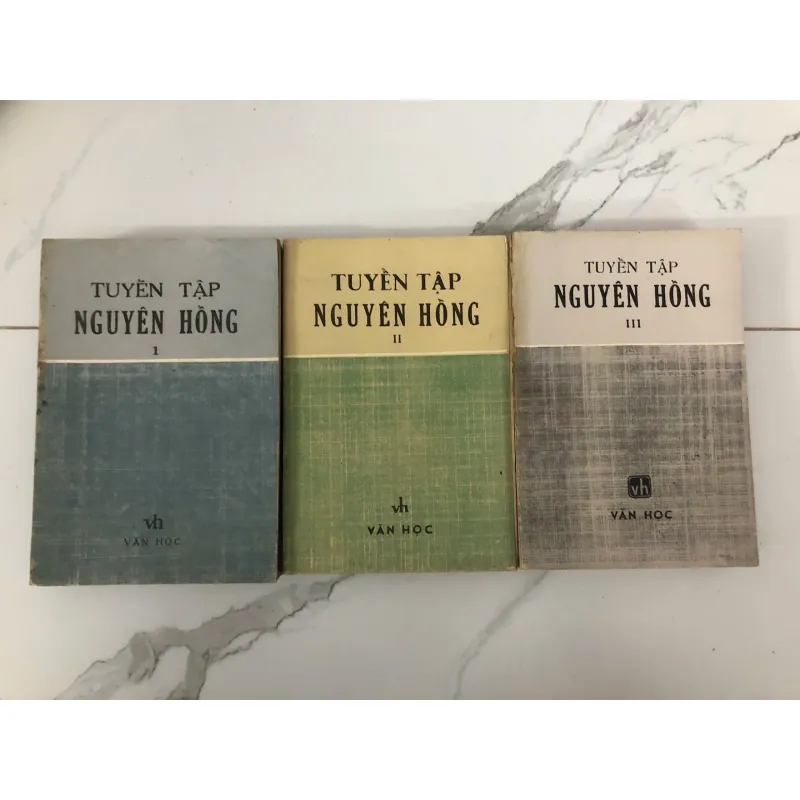 TUYỂN TẬP
NGUYÊN HỒNG
I
vh
VĂN HỌC
TUYỂN TẬP
NGUYÊN HỒNG
II
vh
VĂN HỌC
TUYỂN TẬP
NGUYÊN HỒNG
III
vh
VĂN HỌC